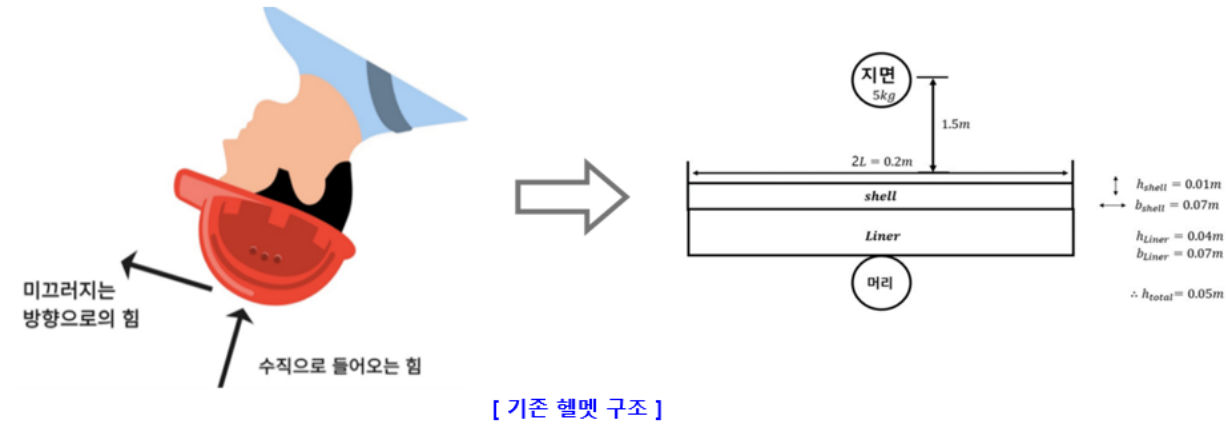 미끄러지는
방향으로의 힘
수직으로 들어오는 힘
지면
5kg
1.5m
2L = 0.2m
shell
Liner
머리
h_shell = 0.01m
b_shell = 0.07m
h_Liner = 0.04m
b_Liner = 0.07m
∴ h_total = 0.05m
[ 기존 헬멧 구조 ]